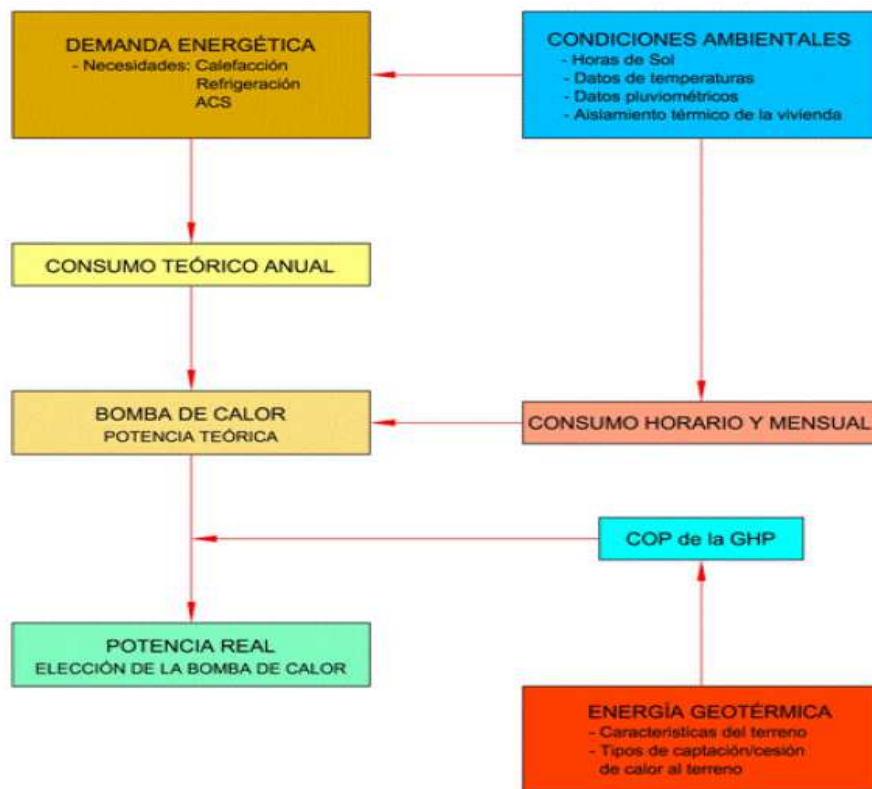 DEMANDA ENERGÉTICA
- Necesidades: Calefacción
Refrigeración
ACS
CONDICIONES AMBIENTALES
- Horas de Sol
- Datos de temperaturas
- Datos pluviométricos
- Aislamiento térmico de la vivienda
CONSUMO TEÓRICO ANUAL
BOMBA DE CALOR
POTENCIA TEÓRICA
CONSUMO HORARIO Y MENSUAL
COP de la GHP
POTENCIA REAL
ELECCIÓN DE LA BOMBA DE CALOR
ENERGÍA GEOTÉRMICA
- Características del terreno
- Tipos de captación/cesión
de calor al terreno